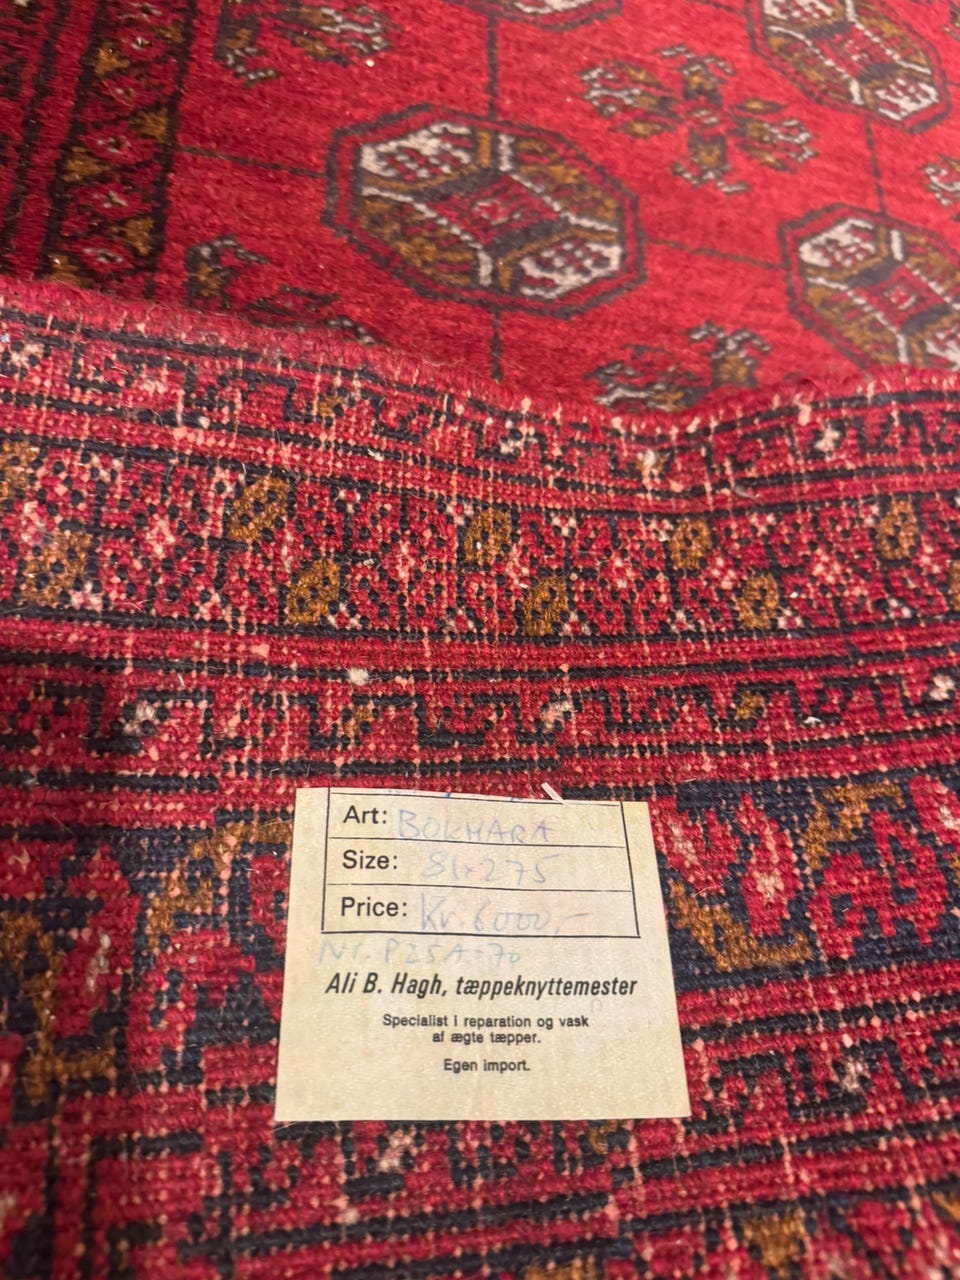 Art: BOKHARA
Size: 81x275
Price: Kr. 6000,-
Nr. P25A-70
Ali B. Hagh, tæppeknyttemester
Specialist i reparation og vask
af ægte tæpper.
Egen import.